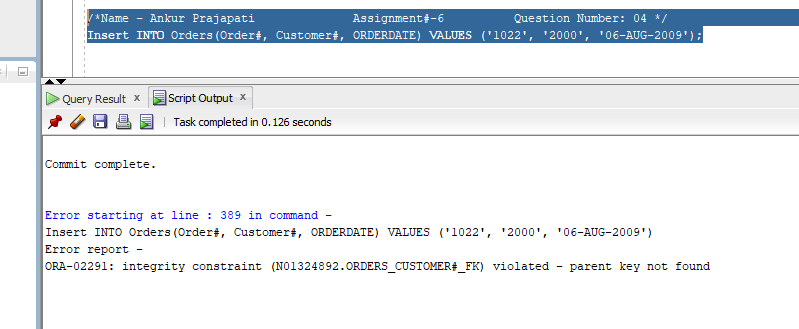 /*Name - Ankur Prajapati Assignment#-6 Question Number: 04 */
Insert INTO Orders(Order#, Customer#, ORDERDATE) VALUES ('1022', '2000', '06-AUG-2009');
Query Result x Script Output x
Task completed in 0.126 seconds
Commit complete.
Error starting at line : 389 in command -
Insert INTO Orders(Order#, Customer#, ORDERDATE) VALUES ('1022', '2000', '06-AUG-2009')
Error report -
ORA-02291: integrity constraint (N01324892.ORDERS_CUSTOMER#_FK) violated - parent key not found